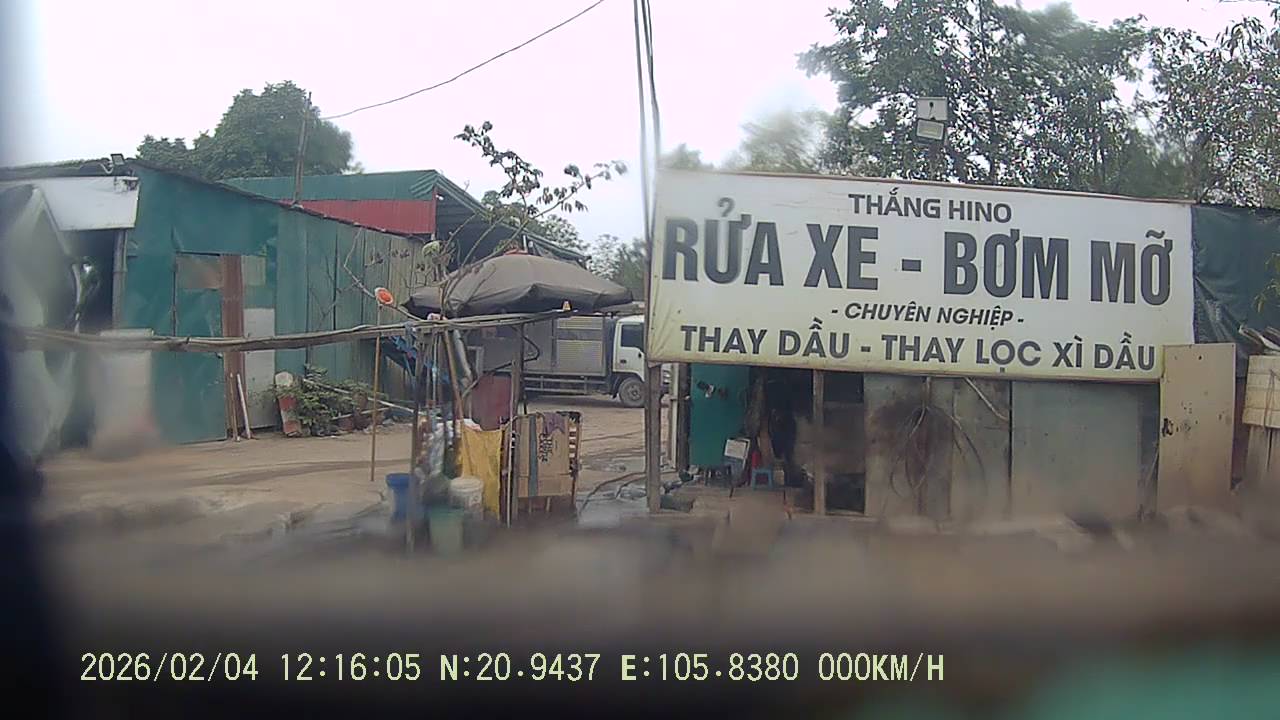 THẮNG HINO
RỬA XE - BƠM MỠ
- CHUYÊN NGHIỆP -
THAY DẦU - THAY LỌC XÌ DẦU
2026/02/04 12:16:05 N:20.9437 E:105.8380 000KM/H